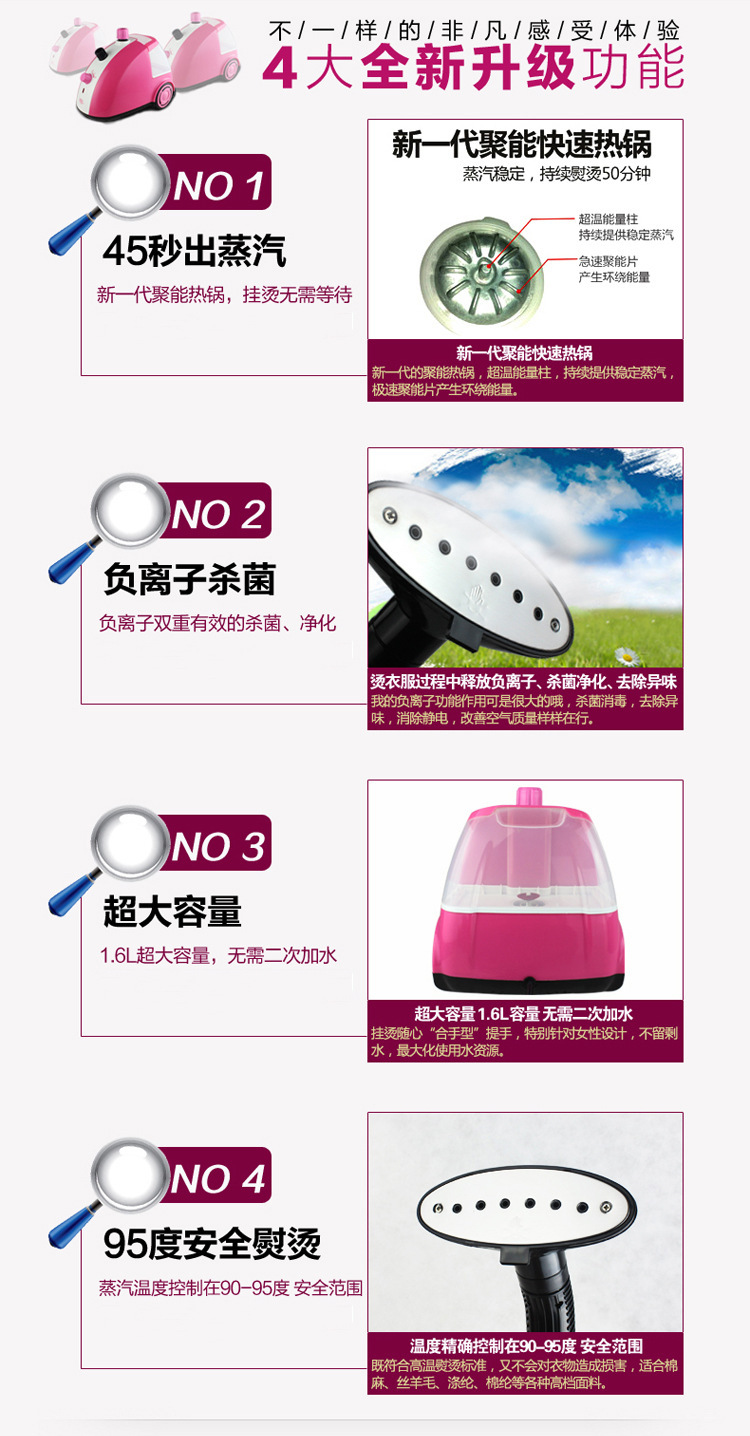 不/一/样/的/非/凡/感/受/体/验
4大全新升级功能
NO 1
45秒出蒸汽
新一代聚能热锅，挂烫无需等待
新一代聚能快速热锅
蒸汽稳定，持续熨烫50分钟
超温能量柱
持续提供稳定蒸汽
急速聚能片
产生环绕能量
新一代聚能快速热锅
新一代的聚能热锅，超温能量柱，持续提供稳定蒸汽，
极速聚能片产生环绕能量。
NO 2
负离子杀菌
负离子双重有效的杀菌、净化
烫衣服过程中释放负离子、杀菌净化、去除异味
我的负离子功能作用可是很大的哦，杀菌消毒，去除异
味，消除静电，改善空气质量样样在行。
NO 3
超大容量
1.6L超大容量，无需二次加水
超大容量 1.6L容量 无需二次加水
挂烫随心“合手型”提手，特别针对女性设计，不留剩
水，最大化使用水资源。
NO 4
95度安全熨烫
蒸汽温度控制在90-95度 安全范围
温度精确控制在90-95度 安全范围
既符合高温熨烫标准，又不会对衣物造成损害，适合棉
麻、丝羊毛、涤纶、棉纶等各种高档面料。